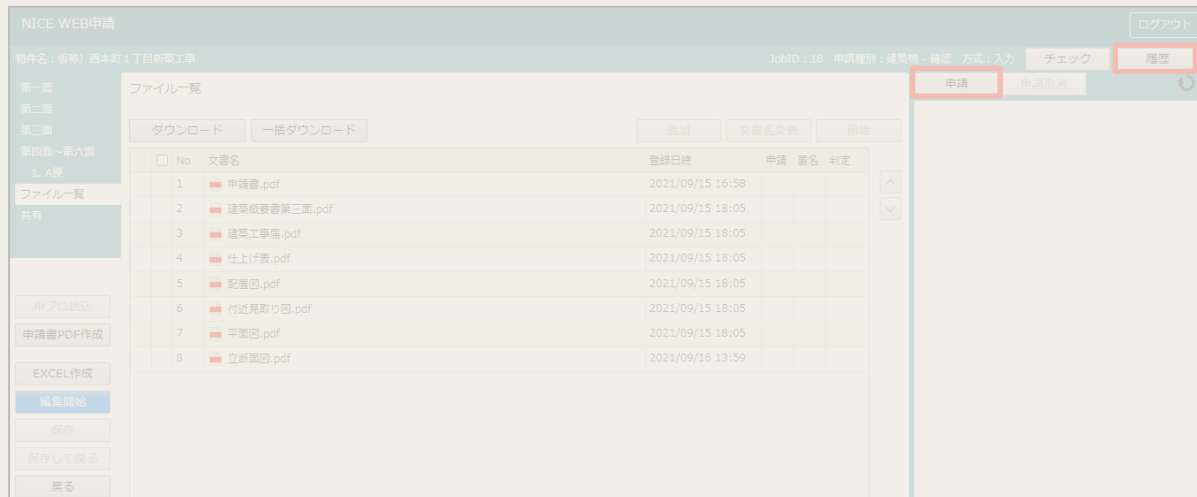 NICE WEB申請
ログアウト
物件名：仮称）西本町１丁目新築工事
JobID：18 申請種別：建築物 - 確認 方式：入力
チェック
履歴
第一面
第二面
第三面
第四面～第六面
1. A棟
ファイル一覧
共有
申プロ読込
申請書PDF作成
EXCEL作成
編集開始
保存
保存して戻る
戻る
ファイル一覧
ダウンロード
一括ダウンロード
追加
文書名変更
削除
No 文書名 登録日時 申請 署名 判定
1 申請書.pdf 2021/09/15 16:58
2 建築概要書第三面.pdf 2021/09/15 18:05
3 建築工事届.pdf 2021/09/15 18:05
4 仕上げ表.pdf 2021/09/15 18:05
5 配置図.pdf 2021/09/15 18:05
6 付近見取り図.pdf 2021/09/15 18:05
7 平面図.pdf 2021/09/15 18:05
8 立断面図.pdf 2021/09/16 13:59
申請
申請取消